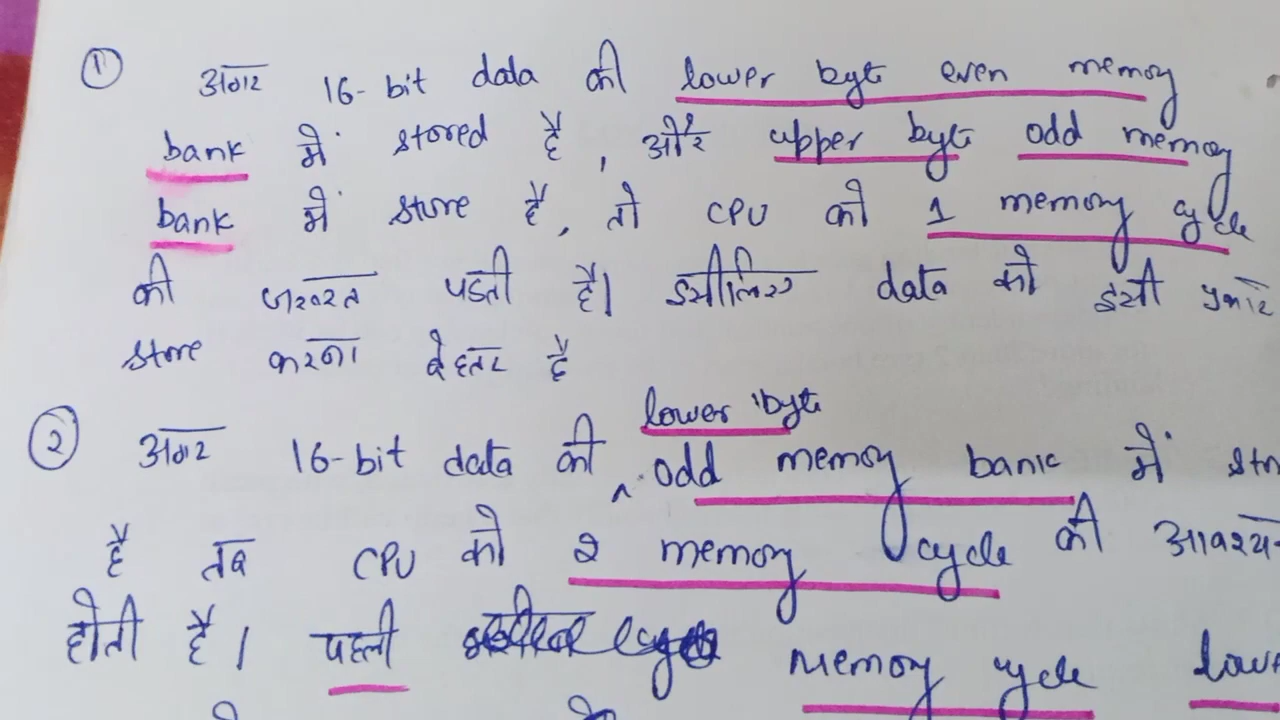 ① अगर 16-bit data की lower byte even memory
bank में stored है, और upper byte odd memory
bank में store है, तो CPU को 1 memory cycle
की जरूरत पडती है। इसीलिए data को इसी प्रकार
store करना बेहतर है
lower byte
② अगर 16-bit data की ^ odd memory bank में
है तब CPU को 2 memory cycle की
होती है। पहली memory cycle